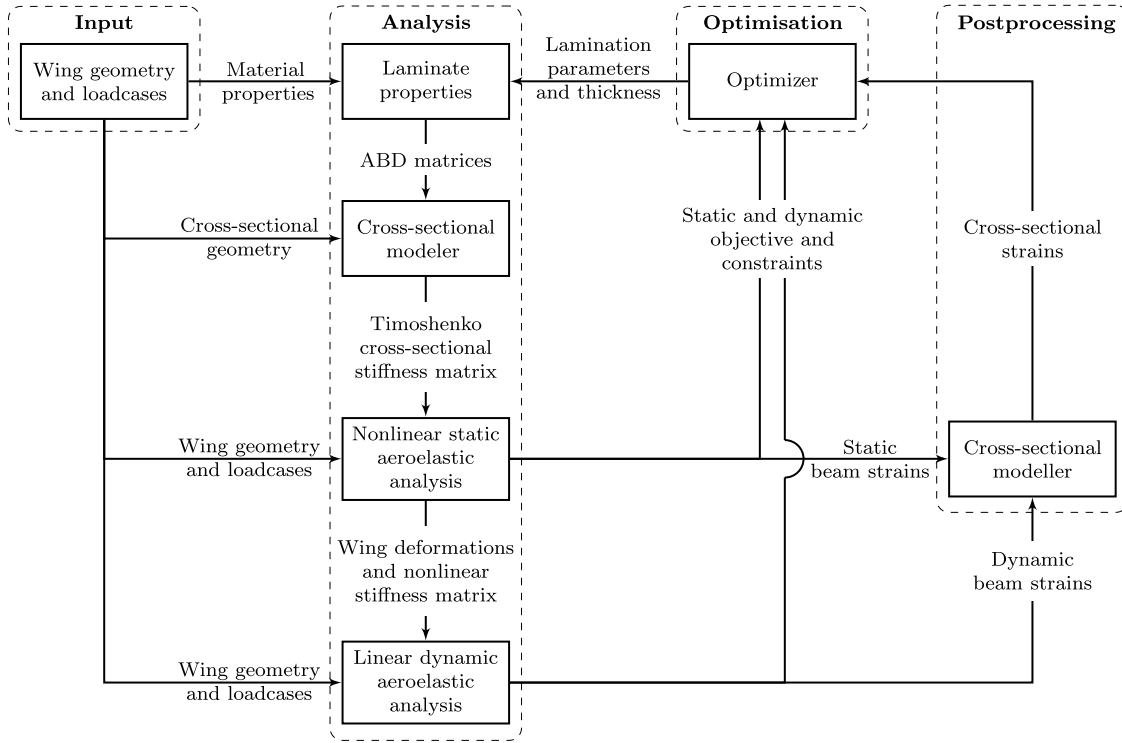 Input
Analysis
Optimisation
Postprocessing
Wing geometry
and loadcases
Material
properties
Laminate
properties
Lamination
parameters
and thickness
Optimizer
ABD matrices
Cross-sectional
geometry
Cross-sectional
modeler
Static and dynamic
objective and
constraints
Cross-sectional
strains
Timoshenko
cross-sectional
stiffness matrix
Wing geometry
and loadcases
Nonlinear static
aeroelastic
analysis
Static
beam strains
Cross-sectional
modeller
Wing deformations
and nonlinear
stiffness matrix
Dynamic
beam strains
Wing geometry
and loadcases
Linear dynamic
aeroelastic
analysis